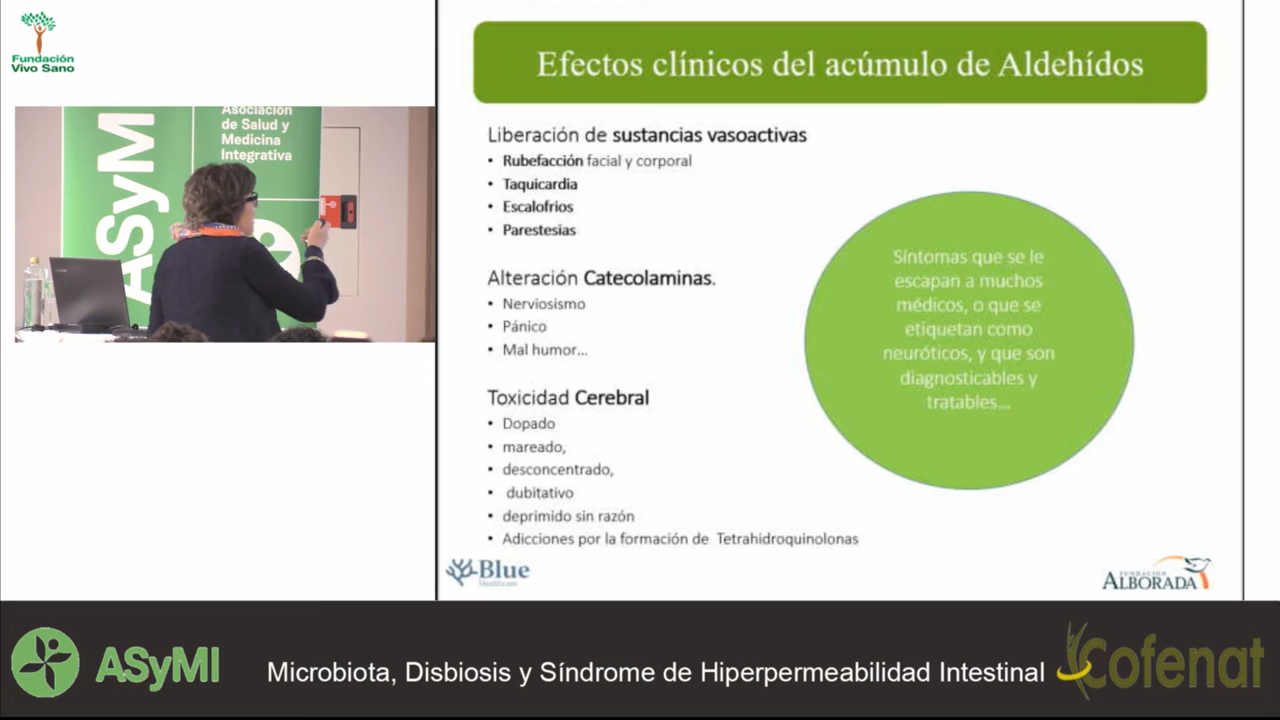 Fundación
Vivo Sano
ASyMI
Asociación
de Salud y
Medicina
Integrativa
Efectos clínicos del acúmulo de Aldehídos
Liberación de sustancias vasoactivas
• Rubefacción facial y corporal
• Taquicardia
• Escalofrios
• Parestesias
Alteración Catecolaminas.
• Nerviosismo
• Pánico
• Mal humor...
Toxicidad Cerebral
• Dopado
• mareado,
• desconcentrado,
• dubitativo
• deprimido sin razón
• Adicciones por la formación de Tetrahidroquinolonas
Síntomas que se le
escapan a muchos
médicos, o que se
etiquetan como
neuróticos, y que son
diagnosticables y
tratables...
Blue
Healthcare
FUNDACIÓN
ALBORADA
ASyMI
Microbiota, Disbiosis y Síndrome de Hiperpermeabilidad Intestinal
Cofenat